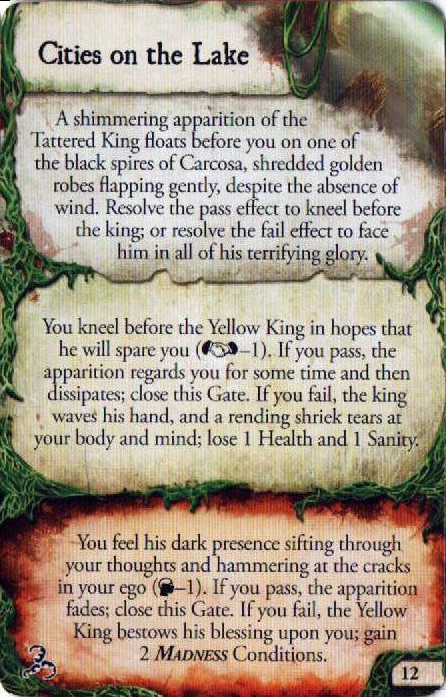 Cities on the Lake
A shimmering apparition of the
Tattered King floats before you on one of
the black spires of Carcosa, shredded golden
robes flapping gently, despite the absence of
wind. Resolve the pass effect to kneel before
the king; or resolve the fail effect to face
him in all of his terrifying glory.
You kneel before the Yellow King in hopes that
he will spare you (–1). If you pass, the
apparition regards you for some time and then
dissipates; close this Gate. If you fail, the king
waves his hand, and a rending shriek tears at
your body and mind; lose 1 Health and 1 Sanity.
You feel his dark presence sifting through
your thoughts and hammering at the cracks
in your ego (–1). If you pass, the apparition
fades; close this Gate. If you fail, the Yellow
King bestows his blessing upon you; gain
2 MADNESS Conditions.
12